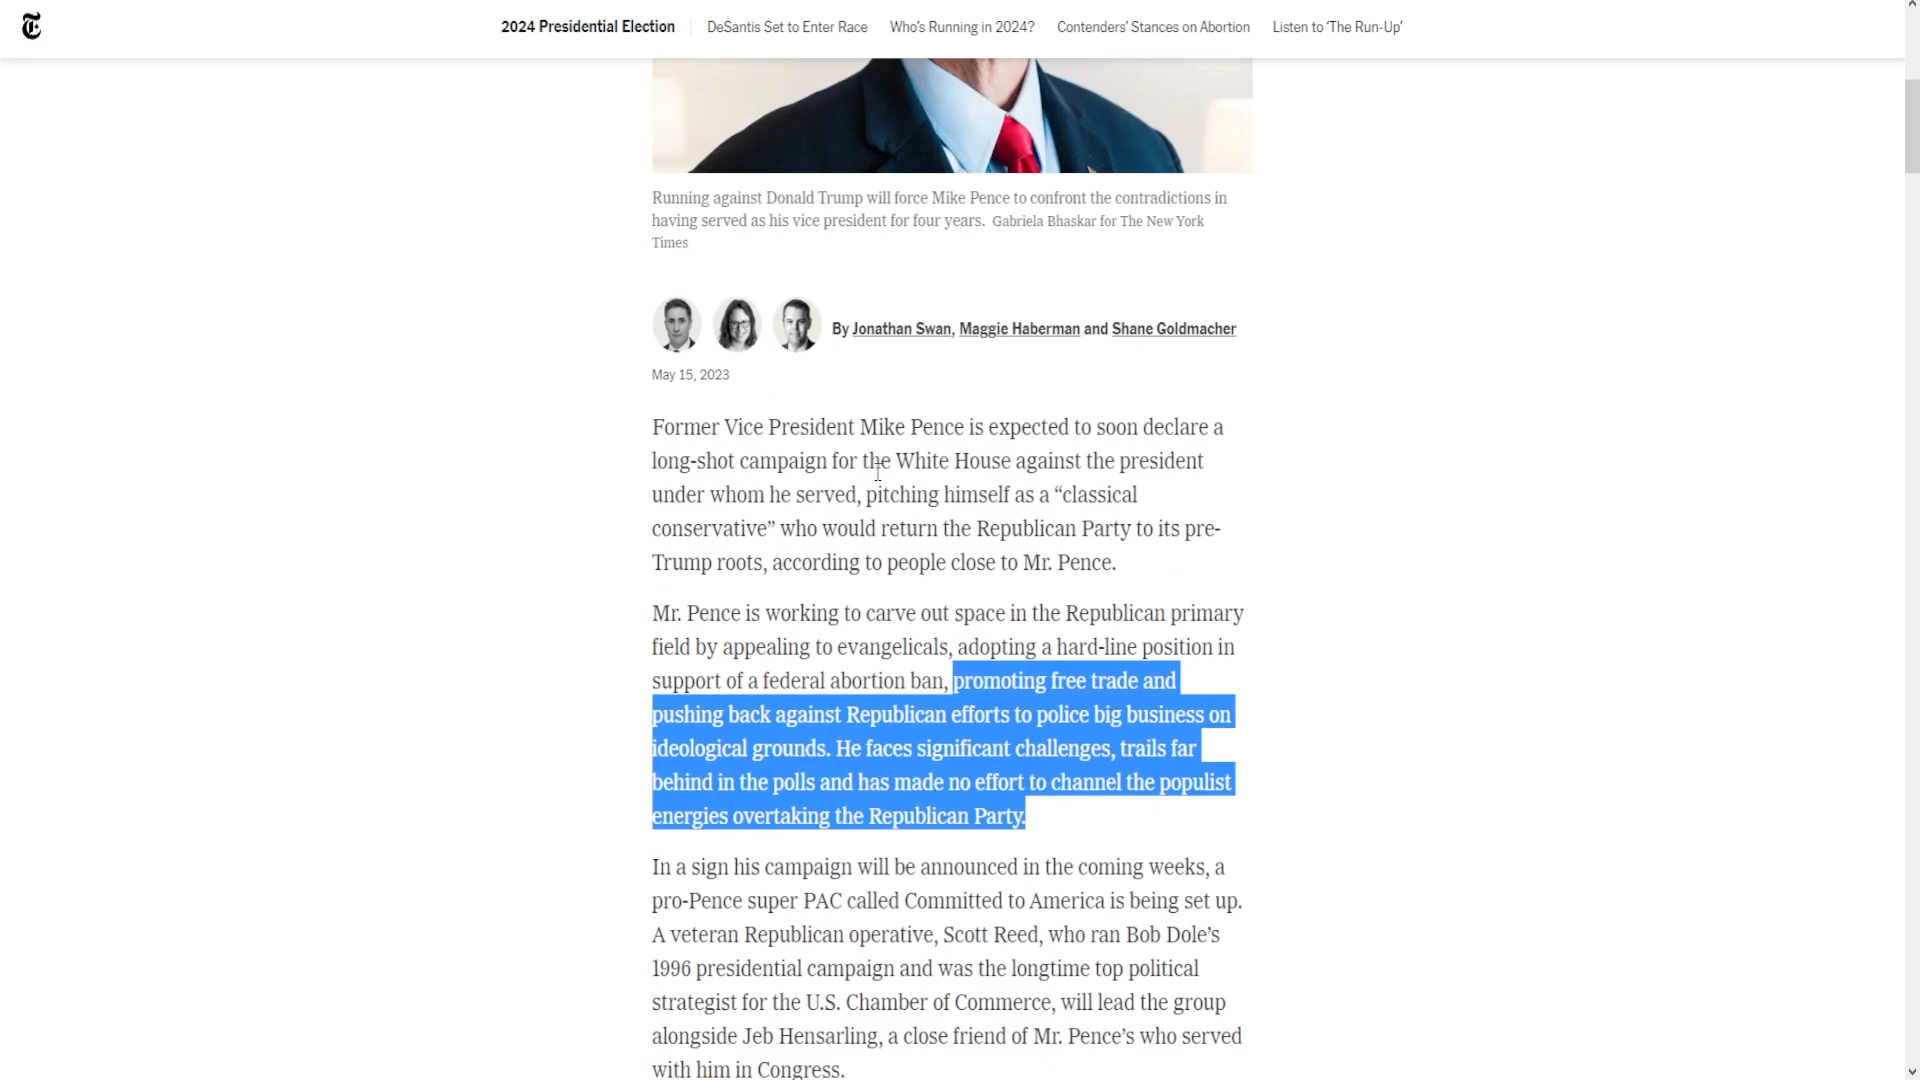 2024 Presidential Election
DeSantis Set to Enter Race
Who's Running in 2024?
Contenders' Stances on Abortion
Listen to ‘The Run-Up’
Running against Donald Trump will force Mike Pence to confront the contradictions in
having served as his vice president for four years. Gabriela Bhaskar for The New York
Times
By Jonathan Swan, Maggie Haberman and Shane Goldmacher
May 15, 2023
Former Vice President Mike Pence is expected to soon declare a
long-shot campaign for the White House against the president
under whom he served, pitching himself as a “classical
conservative” who would return the Republican Party to its pre-
Trump roots, according to people close to Mr. Pence.
Mr. Pence is working to carve out space in the Republican primary
field by appealing to evangelicals, adopting a hard-line position in
support of a federal abortion ban, promoting free trade and
pushing back against Republican efforts to police big business on
ideological grounds. He faces significant challenges, trails far
behind in the polls and has made no effort to channel the populist
energies overtaking the Republican Party.
In a sign his campaign will be announced in the coming weeks, a
pro-Pence super PAC called Committed to America is being set up.
A veteran Republican operative, Scott Reed, who ran Bob Dole’s
1996 presidential campaign and was the longtime top political
strategist for the U.S. Chamber of Commerce, will lead the group
alongside Jeb Hensarling, a close friend of Mr. Pence’s who served
with him in Congress.